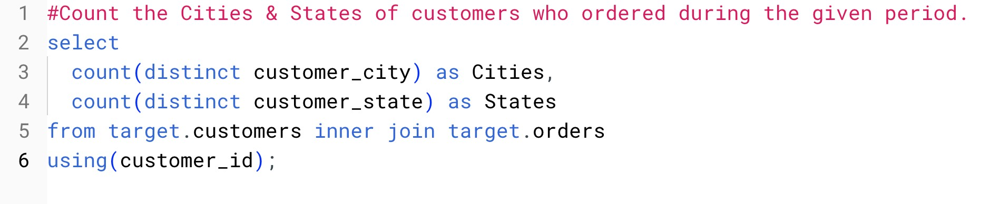 1 #Count the Cities & States of customers who ordered during the given period.
2 select
3 count(distinct customer_city) as Cities,
4 count(distinct customer_state) as States
5 from target.customers inner join target.orders
6 using(customer_id);